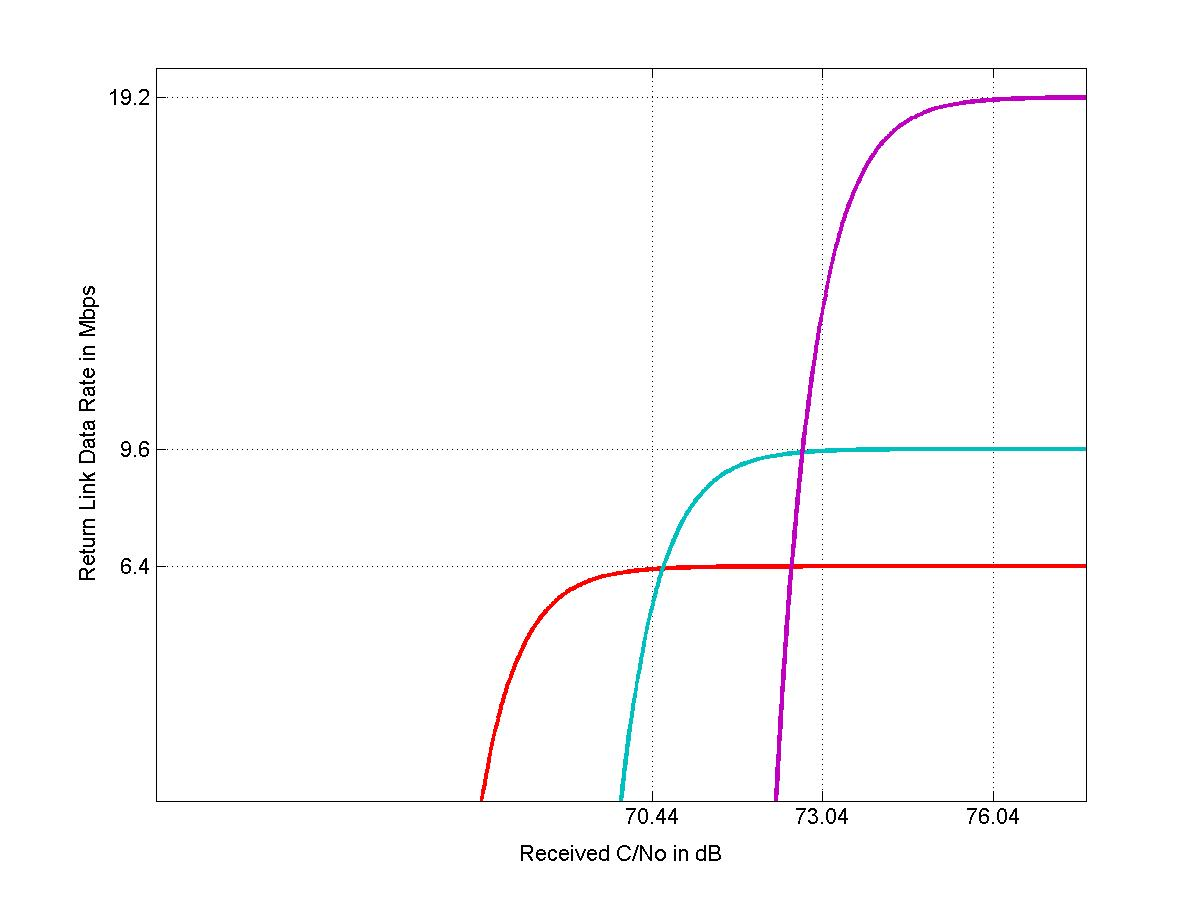 19.2
9.6
6.4
Return Link Data Rate in Mbps
70.44 73.04 76.04
Received C/No in dB